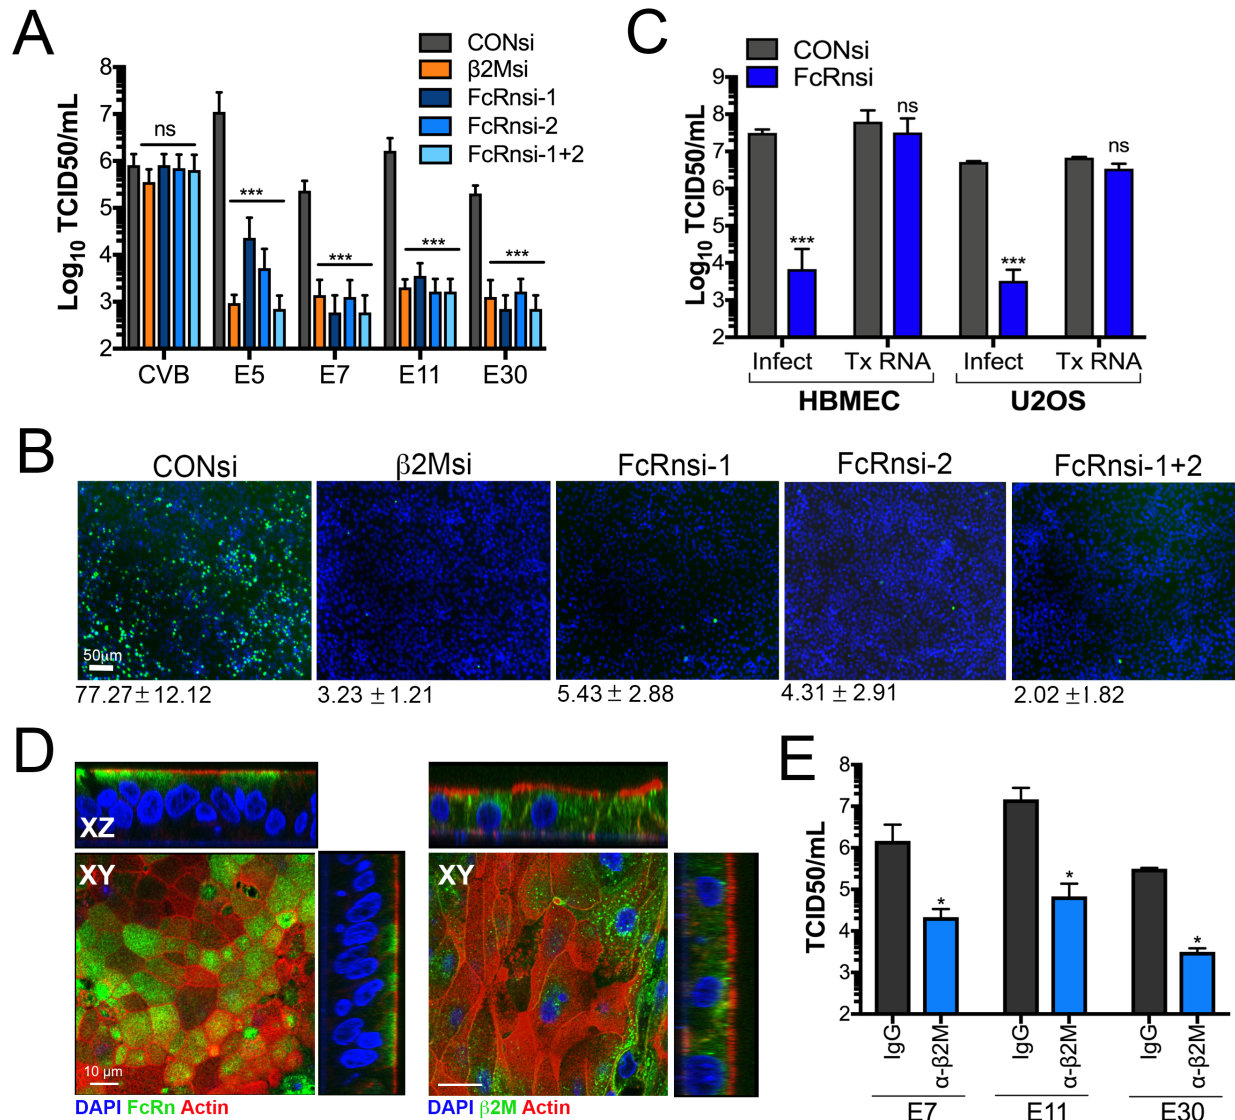 A
CONsi
β2Msi
FcRnsi-1
FcRnsi-2
FcRnsi-1+2
Log10 TCID50/mL
8
7
6
5
4
3
2
ns
***
***
***
***
CVB E5 E7 E11 E30
C
CONsi
FcRnsi
Log10 TCID50/mL
9
8
7
6
5
4
3
2
***
ns
***
ns
Infect Tx RNA Infect Tx RNA
HBMEC U2OS
B
CONsi β2Msi FcRnsi-1 FcRnsi-2 FcRnsi-1+2
50μm
77.27 ± 12.12 3.23 ± 1.21 5.43 ± 2.88 4.31 ± 2.91 2.02 ±1.82
D
XZ
XY
10 μm
DAPI FcRn Actin
XY
DAPI β2M Actin
E
TCID50/mL
8
7
6
5
4
3
2
*
*
*
IgG α-β2M IgG α-β2M IgG α-β2M
E7 E11 E30